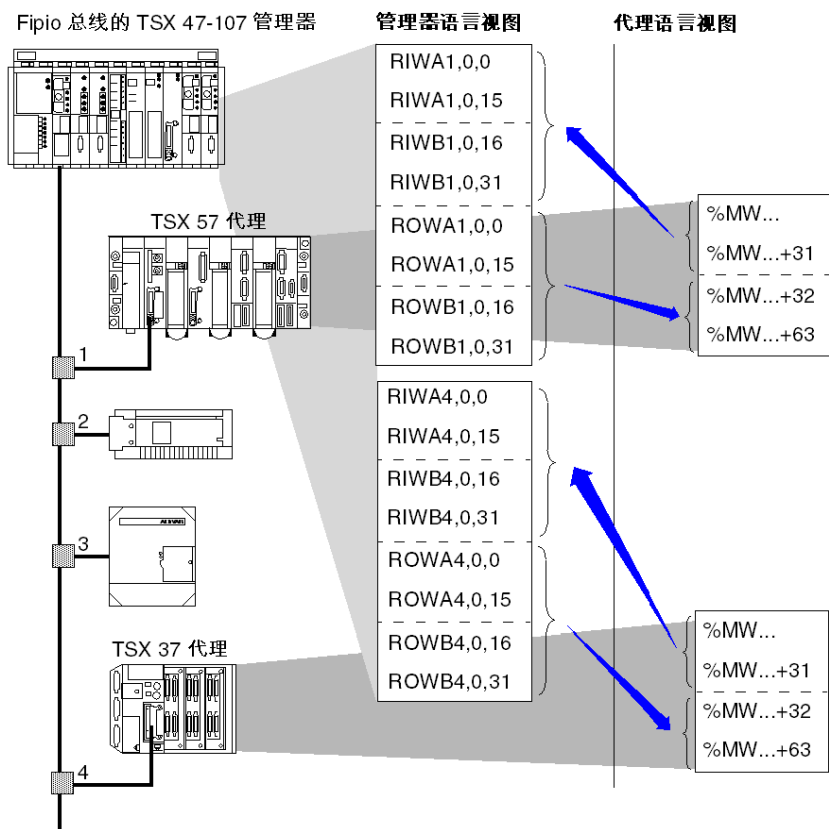 Fipio 总线的 TSX 47-107 管理器
管理器语言视图
代理语言视图
RIWA1,0,0
RIWA1,0,15
RIWB1,0,16
RIWB1,0,31
ROWA1,0,0
ROWA1,0,15
ROWB1,0,16
ROWB1,0,31
%MW...
%MW...+31
%MW...+32
%MW...+63
TSX 57 代理
1
2
3
RIWA4,0,0
RIWA4,0,15
RIWB4,0,16
RIWB4,0,31
ROWA4,0,0
ROWA4,0,15
ROWB4,0,16
ROWB4,0,31
%MW...
%MW...+31
%MW...+32
%MW...+63
TSX 37 代理
4